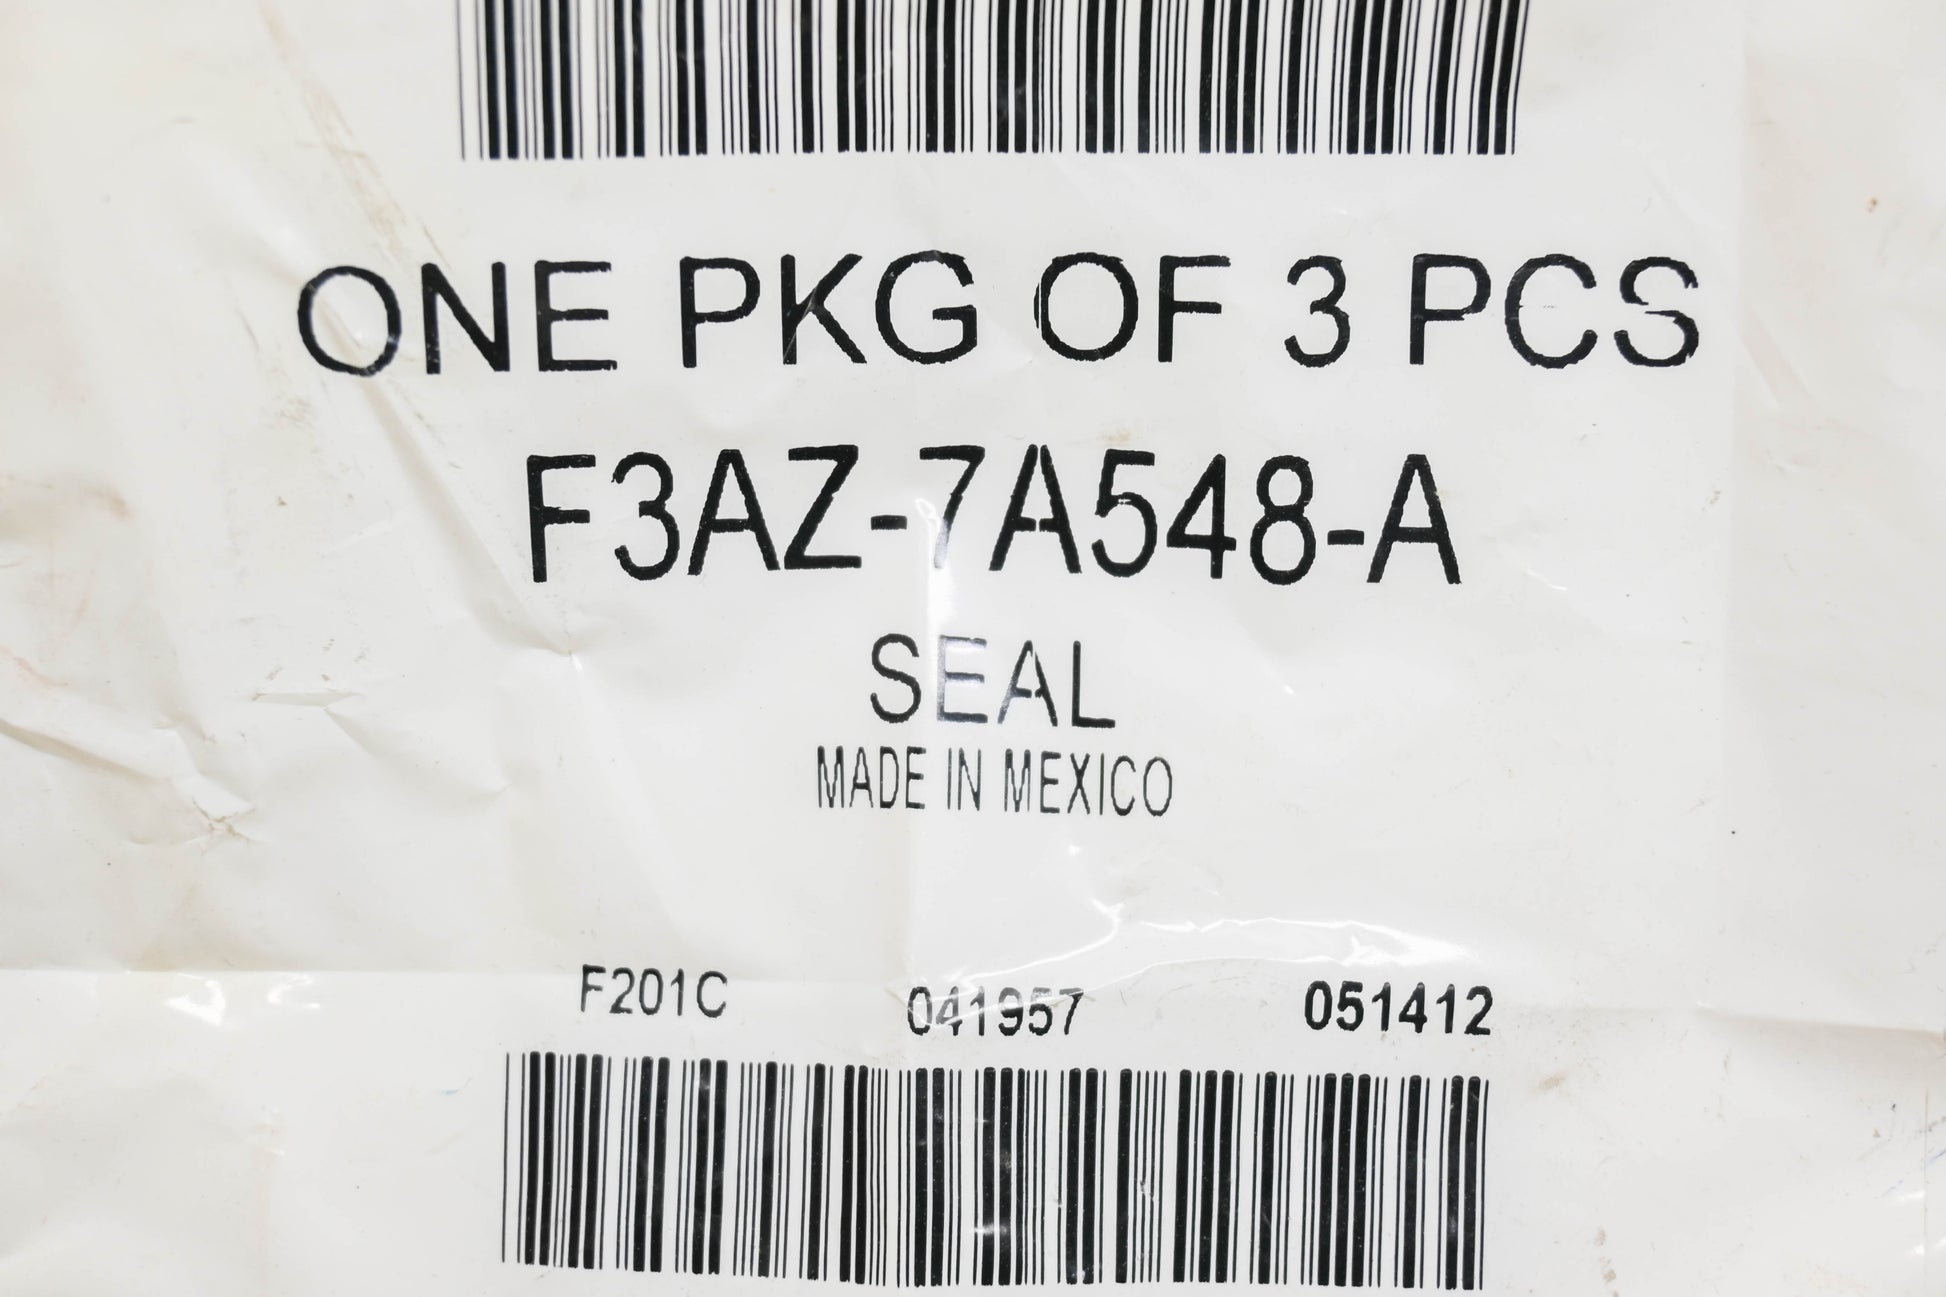 ONE PKG OF 3 PCS
F3AZ-7A548-A
SEAL
MADE IN MEXICO
F201C 041957 051412